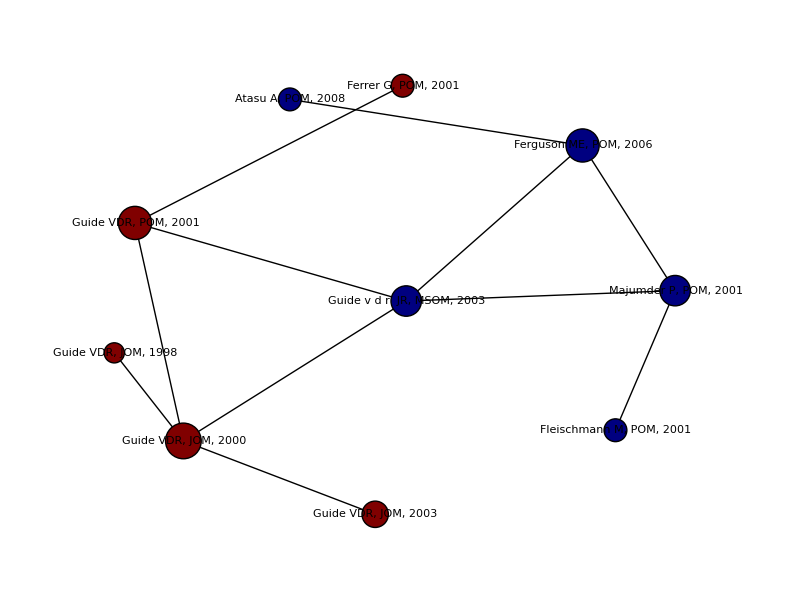 Ferrer G, POM, 2001
Atasu A, POM, 2008
Ferguson ME, POM, 2006
Guide VDR, POM, 2001
Majumder P, POM, 2001
Guide v d r, JR, MSOM, 2003
Guide VDR, JOM, 1998
Fleischmann M, POM, 2001
Guide VDR, JOM, 2000
Guide VDR, JOM, 2003